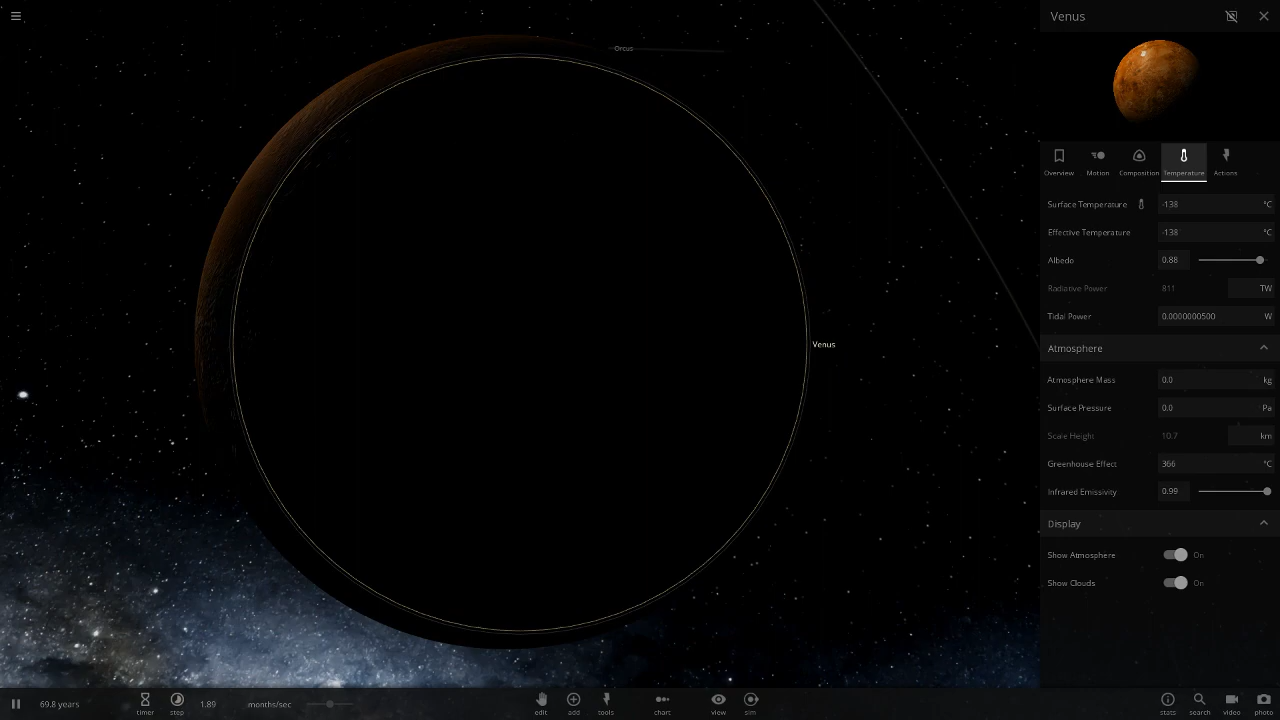 Venus
Orcus
Overview Motion Composition Temperature Actions
Surface Temperature -138 °C
Effective Temperature -138 °C
Albedo 0.88
Radiative Power 811 TW
Tidal Power 0.0000000500 W
Venus
Atmosphere
Atmosphere Mass 0.0 kg
Surface Pressure 0.0 Pa
Scale Height 10.7 km
Greenhouse Effect 366 °C
Infrared Emissivity 0.99
Display
Show Atmosphere On
Show Clouds On
69.8 years timer step 1.89 months/sec edit add tools chart view sim stats search video photo